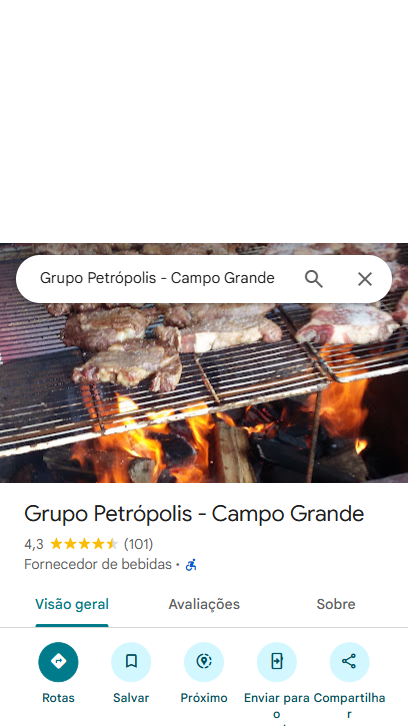 Grupo Petrópolis - Campo Grande
Grupo Petrópolis - Campo Grande
4,3 (101)
Fornecedor de bebidas ·
Visão geral Avaliações Sobre
Rotas Salvar Próximo Enviar para o Compartilhar